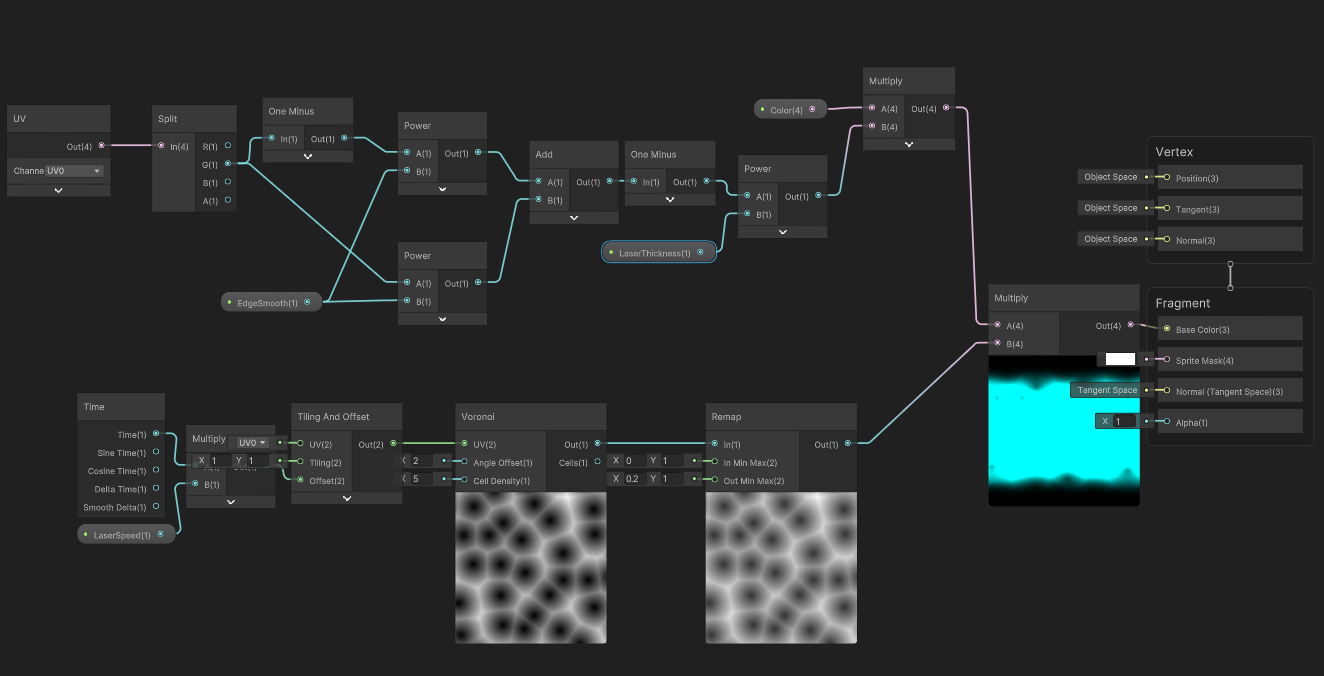 UV
Out(4)
Channe UV0
Split
In(4)
R(1)
G(1)
B(1)
A(1)
One Minus
In(1) Out(1)
Power
A(1) Out(1)
B(1)
Power
A(1) Out(1)
B(1)
EdgeSmooth(1)
Add
A(1) Out(1)
B(1)
One Minus
In(1) Out(1)
LaserThickness(1)
Power
A(1) Out(1)
B(1)
Color(4)
Multiply
A(4) Out(4)
B(4)
Time
Time(1)
Sine Time(1)
Cosine Time(1)
Delta Time(1)
Smooth Delta(1)
LaserSpeed(1)
Multiply
B(1)
UV0
X 1 Y 1
Tiling And Offset
UV(2) Out(2)
Tiling(2)
Offset(2)
X 2
X 5
Voronoi
UV(2) Out(1)
Angle Offset(1) Cells(1)
Cell Density(1)
X 0 Y 1
X 0.2 Y 1
Remap
In(1) Out(1)
In Min Max(2)
Out Min Max(2)
Multiply
A(4) Out(4)
B(4)
Vertex
Object Space Position(3)
Object Space Tangent(3)
Object Space Normal(3)
Fragment
Base Color(3)
Sprite Mask(4)
Tangent Space Normal (Tangent Space)(3)
X 1 Alpha(1)